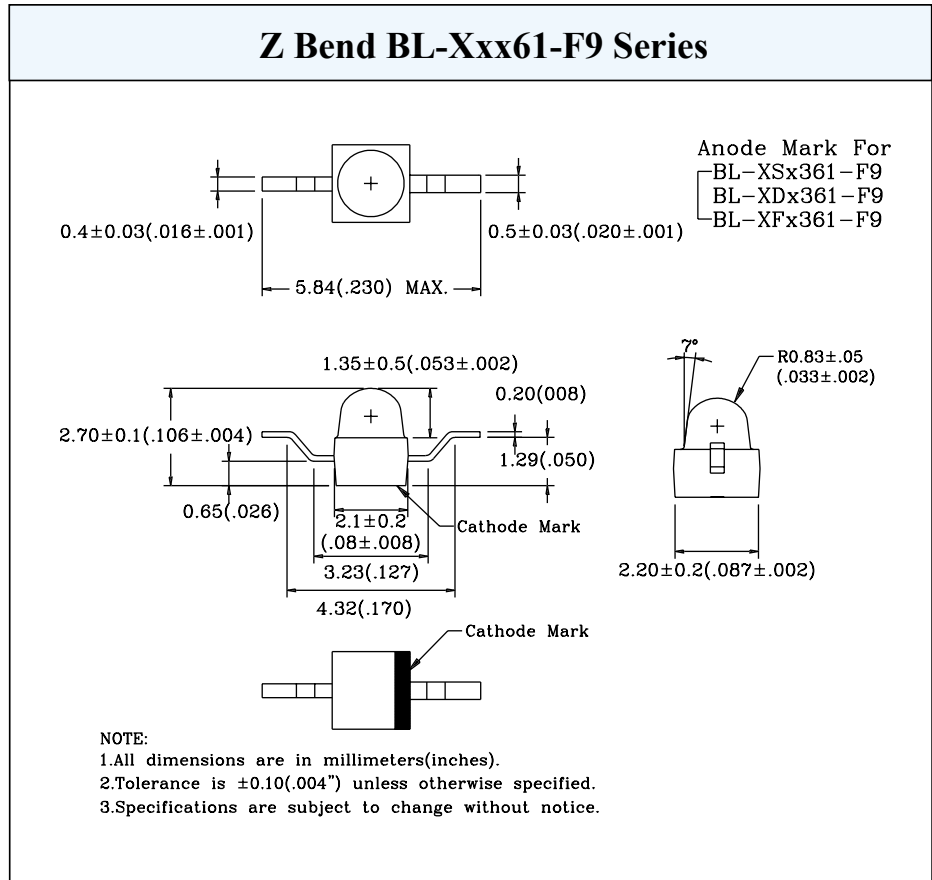 Z Bend BL-Xxx61-F9 Series
Anode Mark For
BL-XSx361-F9
BL-XDx361-F9
BL-XFx361-F9
0.4±0.03(.016±.001)
0.5±0.03(.020±.001)
5.84(.230) MAX.
1.35±0.5(.053±.002)
0.20(008)
2.70±0.1(.106±.004)
1.29(.050)
0.65(.026)
2.1±0.2
(.08±.008)
Cathode Mark
3.23(.127)
4.32(.170)
7°
R0.83±.05
(.033±.002)
2.20±0.2(.087±.002)
Cathode Mark
NOTE:
1.All dimensions are in millimeters(inches).
2.Tolerance is ±0.10(.004") unless otherwise specified.
3.Specifications are subject to change without notice.